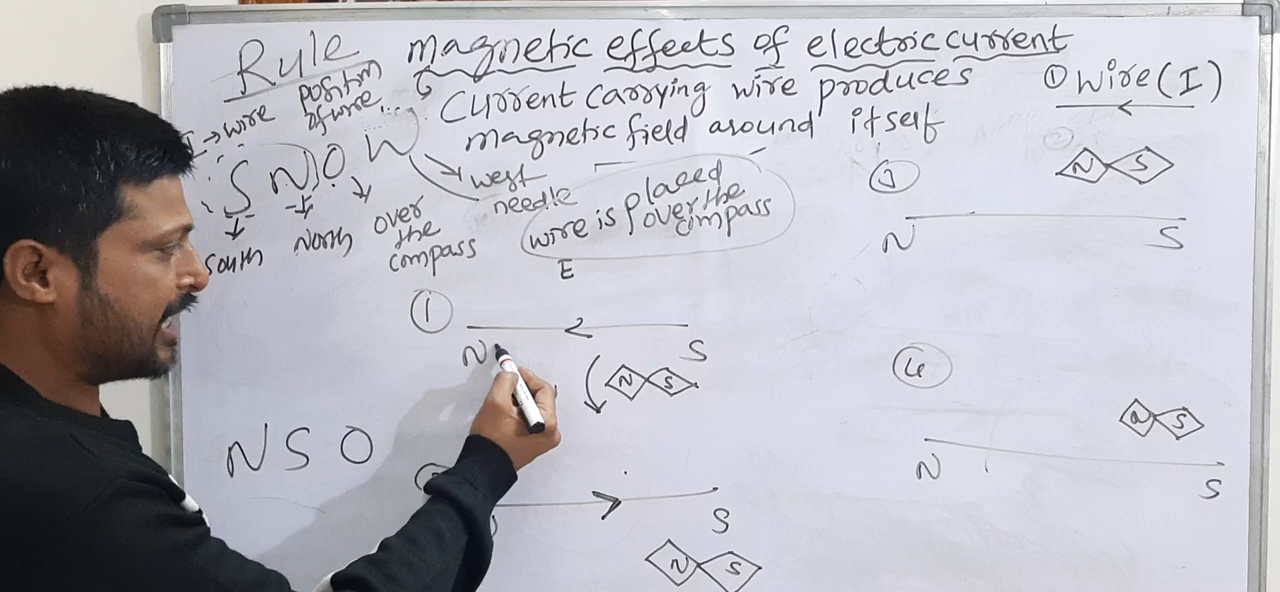 Rule magnetic effects of electric current
I → wire position of wire...
Current carrying wire produces
magnetic field around itself
① Wire (I)
N S
S N O W
South North over the compass
west needle
wire is placed over the compass
E
①
N S
N S
③
N S
④
N S
N S
N S O
S
N S